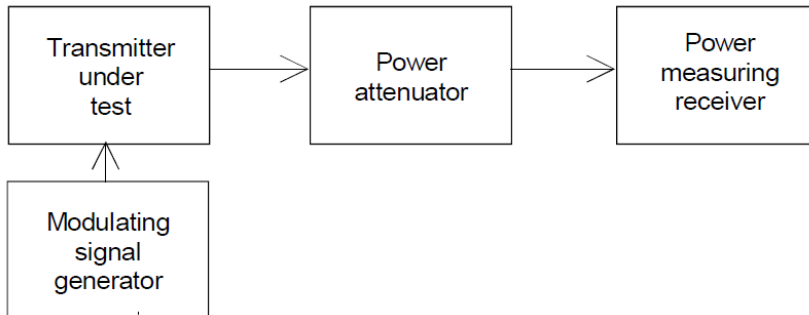 Transmitter
under
test
Power
attenuator
Power
measuring
receiver
Modulating
signal
generator